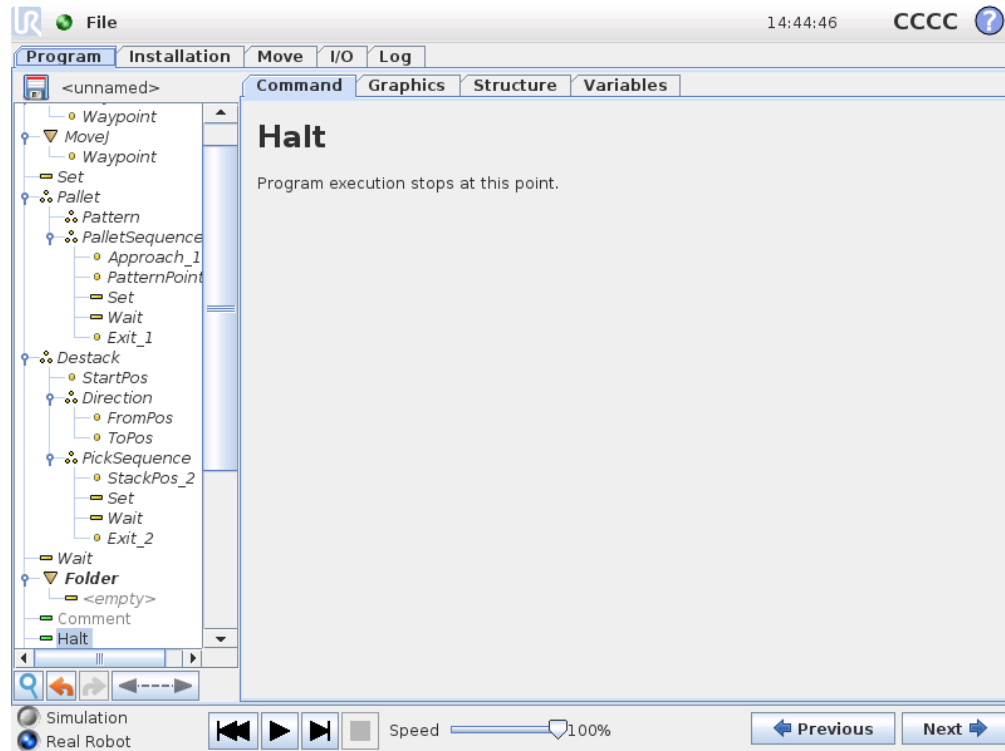 UR File 14:44:46 CCCC ?
Program Installation Move I/O Log
<unnamed>
Command Graphics Structure Variables
Waypoint
MoveJ
Waypoint
Set
Pallet
Pattern
PalletSequence
Approach_1
PatternPoint
Set
Wait
Exit_1
Destack
StartPos
Direction
FromPos
ToPos
PickSequence
StackPos_2
Set
Wait
Exit_2
Wait
Folder
<empty>
Comment
Halt
Halt
Program execution stops at this point.
Simulation
Real Robot
Speed 100%
Previous Next